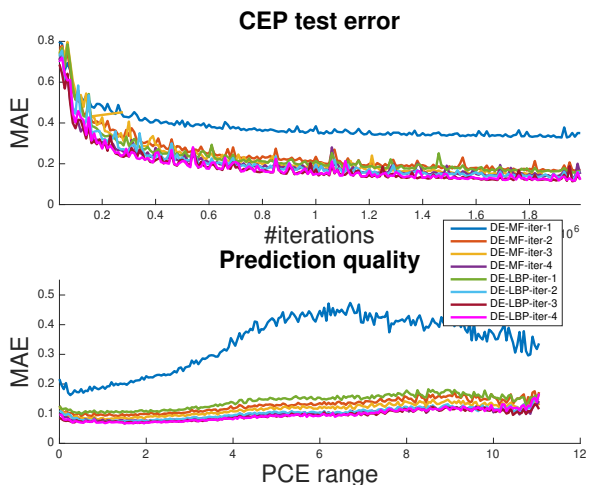 CEP test error
0.8
0.6
0.4
0.2
0
MAE
0.2 0.4 0.6 0.8 1 1.2 1.4 1.6 1.8
#iterations
6
DE-MF-iter-1
DE-MF-iter-2
DE-MF-iter-3
DE-MF-iter-4
DE-LBP-iter-1
DE-LBP-iter-2
DE-LBP-iter-3
DE-LBP-iter-4
Prediction quality
0.5
0.4
0.3
0.2
0.1
0
MAE
0 2 4 6 8 10 12
PCE range